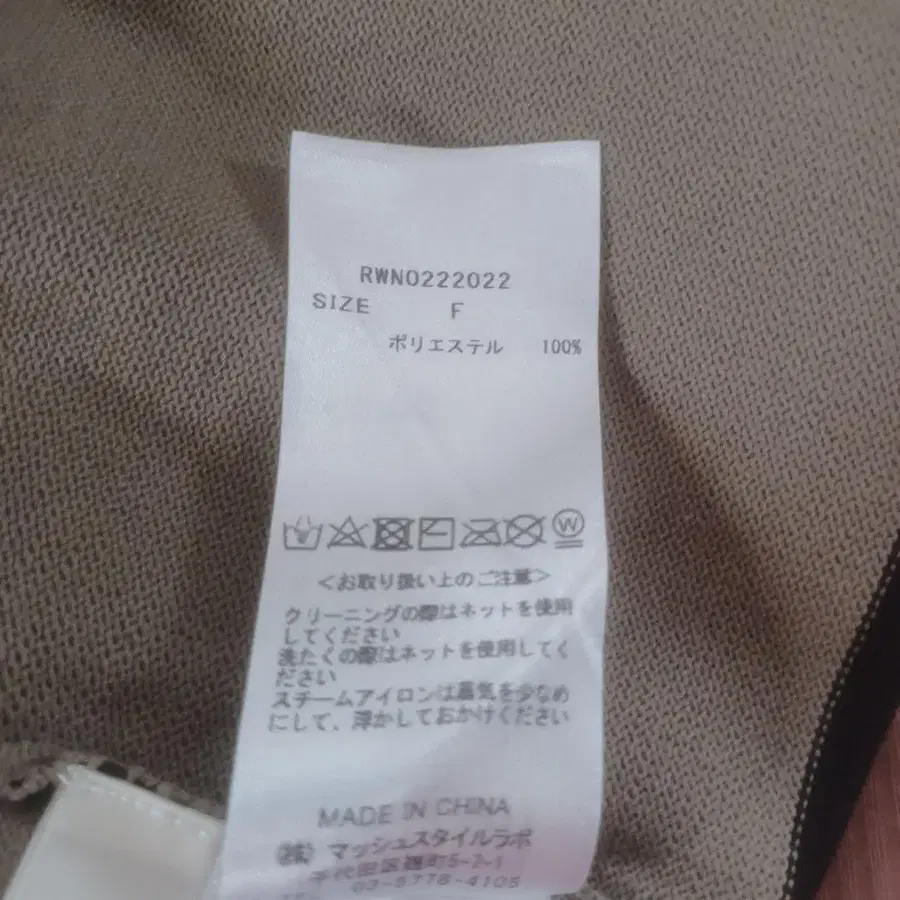 RWN0222022
SIZE F
ポリエステル 100%
W
<お取り扱い上のご注意>
クリーニングの際はネットを使用
してください
洗たくの際はネットを使用してく
ださい
スチームアイロンは蒸気を少なめ
にして、浮かしておかけください
MADE IN CHINA
㈱ マッシュスタイルラボ
千代田区麹町5-2-1
03-5778-4105